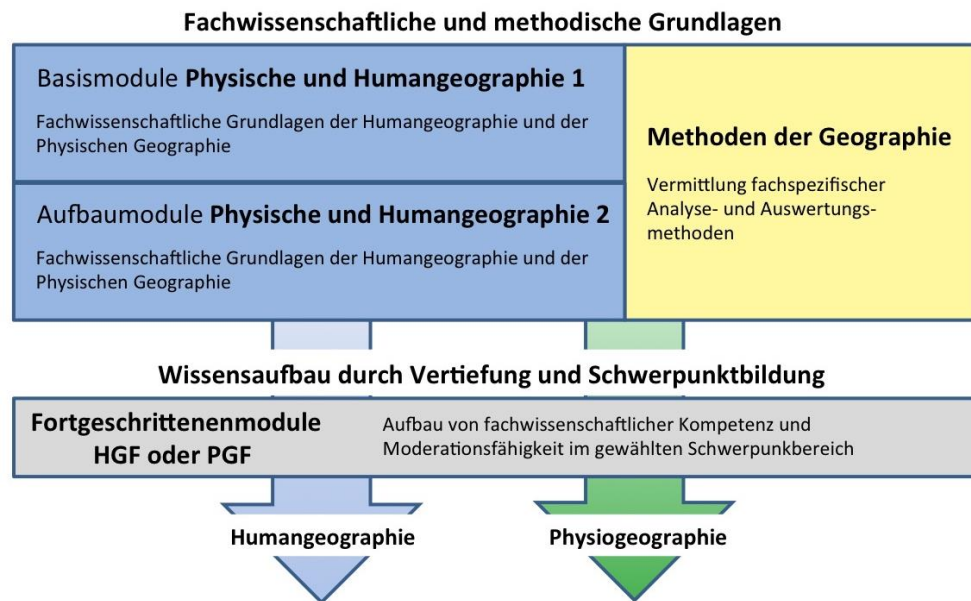 Fachwissenschaftliche und methodische Grundlagen
Basismodule Physische und Humangeographie 1
Fachwissenschaftliche Grundlagen der Humangeographie und der
Physischen Geographie
Aufbaumodule Physische und Humangeographie 2
Fachwissenschaftliche Grundlagen der Humangeographie und der
Physischen Geographie
Methoden der Geographie
Vermittlung fachspezifischer
Analyse- und Auswertungs-
methoden
Wissensaufbau durch Vertiefung und Schwerpunktbildung
Fortgeschrittenenmodule
HGF oder PGF
Aufbau von fachwissenschaftlicher Kompetenz und
Moderationsfähigkeit im gewählten Schwerpunkbereich
Humangeographie
Physiogeographie